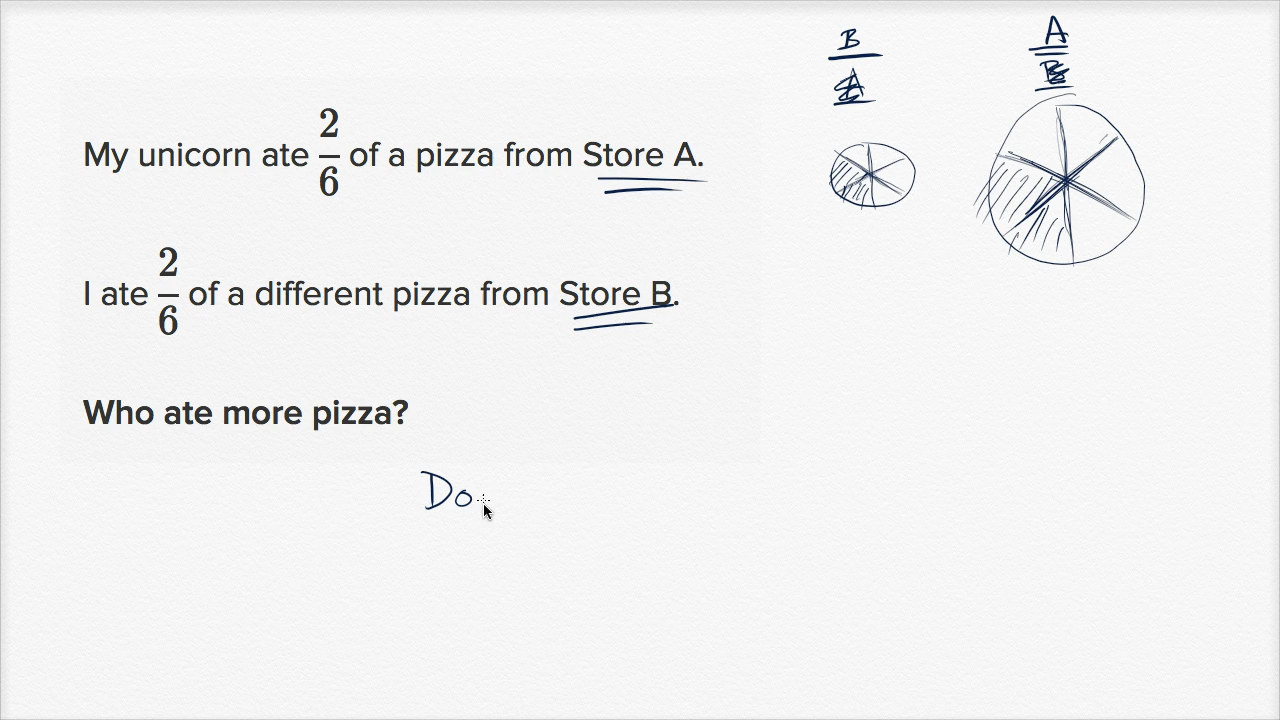 B A
A B
My unicorn ate 2/6 of a pizza from Store A.
I ate 2/6 of a different pizza from Store B.
Who ate more pizza?
Do